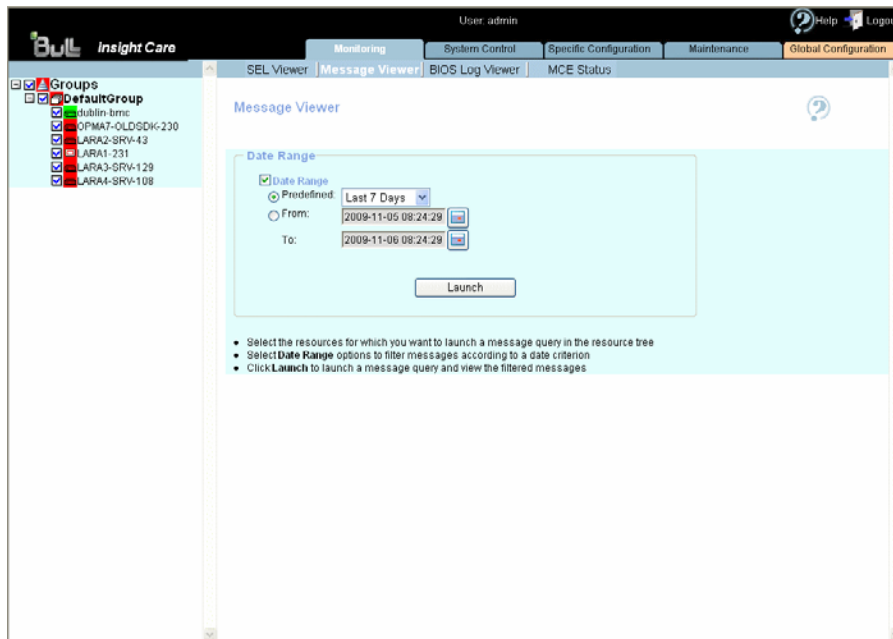 User: admin
Help Logou
Bull Insight Care
Monitoring System Control Specific Configuration Maintenance Global Configuration
SEL Viewer Message Viewer BIOS Log Viewer MCE Status
Groups
DefaultGroup
dublin-bmc
OPMA7-OLDSDK-230
LARA2-SRV-43
LARA1-231
LARA3-SRV-129
LARA4-SRV-108
Message Viewer
Date Range
Date Range
Predefined: Last 7 Days
From: 2009-11-05 08:24:29
To: 2009-11-06 08:24:29
Launch
• Select the resources for which you want to launch a message query in the resource tree
• Select Date Range options to filter messages according to a date criterion
• Click Launch to launch a message query and view the filtered messages